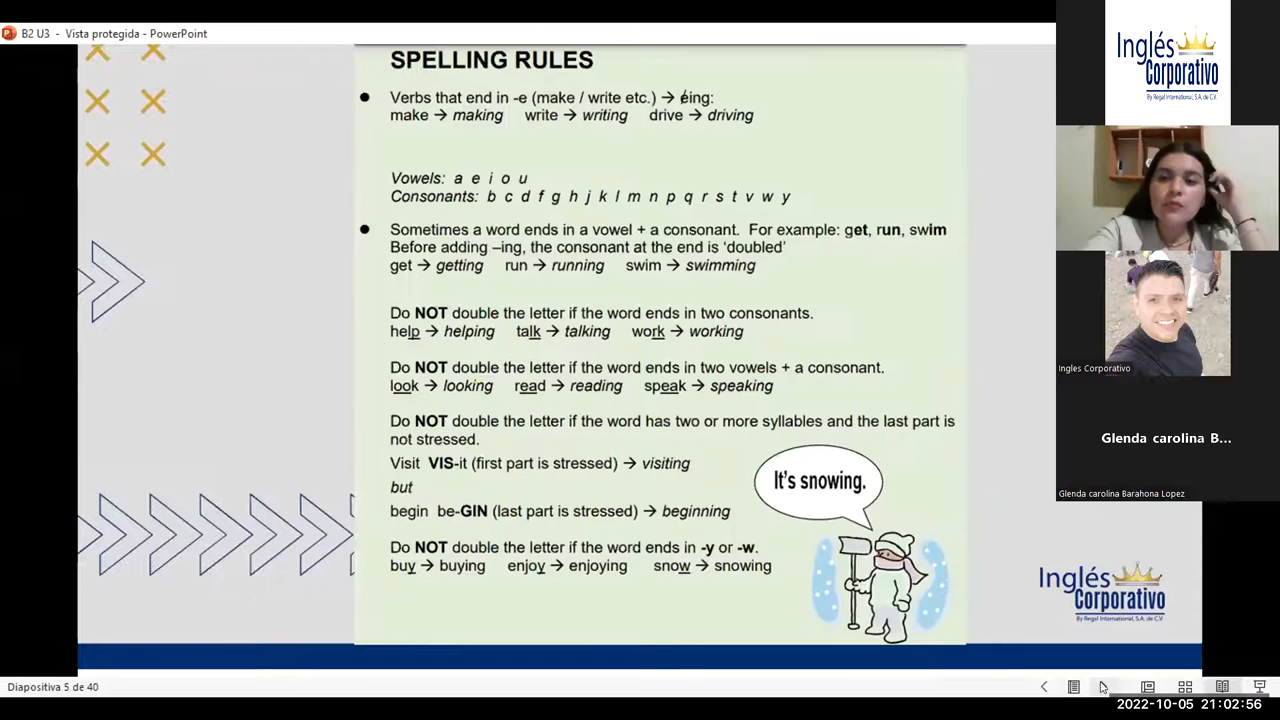 B2 U3 - Vista protegida - PowerPoint
SPELLING RULES
Verbs that end in -e (make / write etc.) → éing:
make → making write → writing drive → driving
Vowels: a e i o u
Consonants: b c d f g h j k l m n p q r s t v w y
Sometimes a word ends in a vowel + a consonant. For example: get, run, swim
Before adding –ing, the consonant at the end is ‘doubled’
get → getting run → running swim → swimming
Do NOT double the letter if the word ends in two consonants.
help → helping talk → talking work → working
Do NOT double the letter if the word ends in two vowels + a consonant.
look → looking read → reading speak → speaking
Do NOT double the letter if the word has two or more syllables and the last part is
not stressed.
Visit VIS-it (first part is stressed) → visiting
but
begin be-GIN (last part is stressed) → beginning
Do NOT double the letter if the word ends in -y or -w.
buy → buying enjoy → enjoying snow → snowing
It's snowing.
Inglés
Corporativo
By Regal International, S.A. de C.V.
Diapositiva 5 de 40
Inglés
Corporativo
By Regal International, S.A. de C.V.
Ingles Corporativo
Glenda carolina B...
Glenda carolina Barahona Lopez
2022-10-05 21:02:56